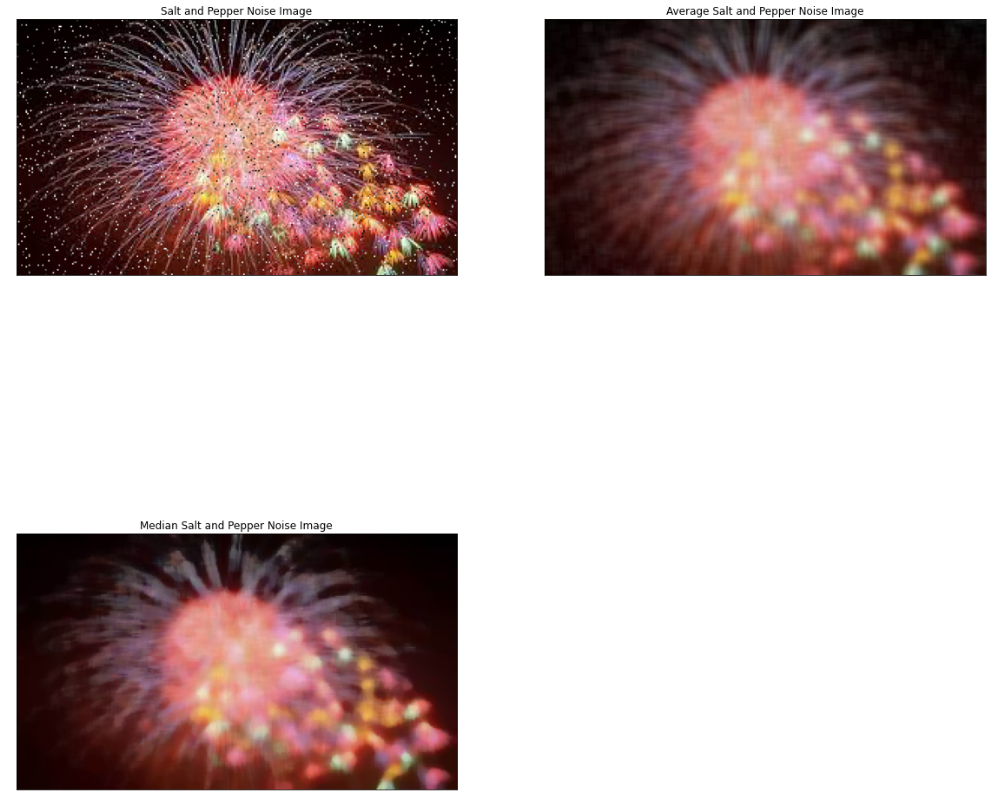 Salt and Pepper Noise Image
Average Salt and Pepper Noise Image
Median Salt and Pepper Noise Image